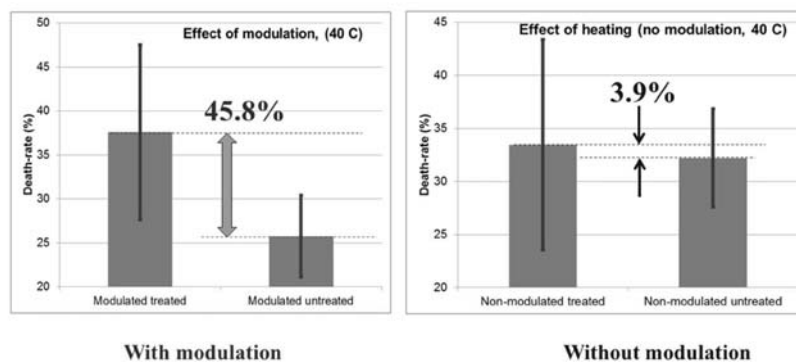 Effect of modulation, (40 C)
50
45
40
35
30
25
20
Death-rate (%)
45.8%
Modulated treated Modulated untreated
With modulation
Effect of heating (no modulation, 40 C)
45
40
35
30
25
20
Death-rate (%)
3.9%
Non-modulated treated Non-modulated untreated
Without modulation